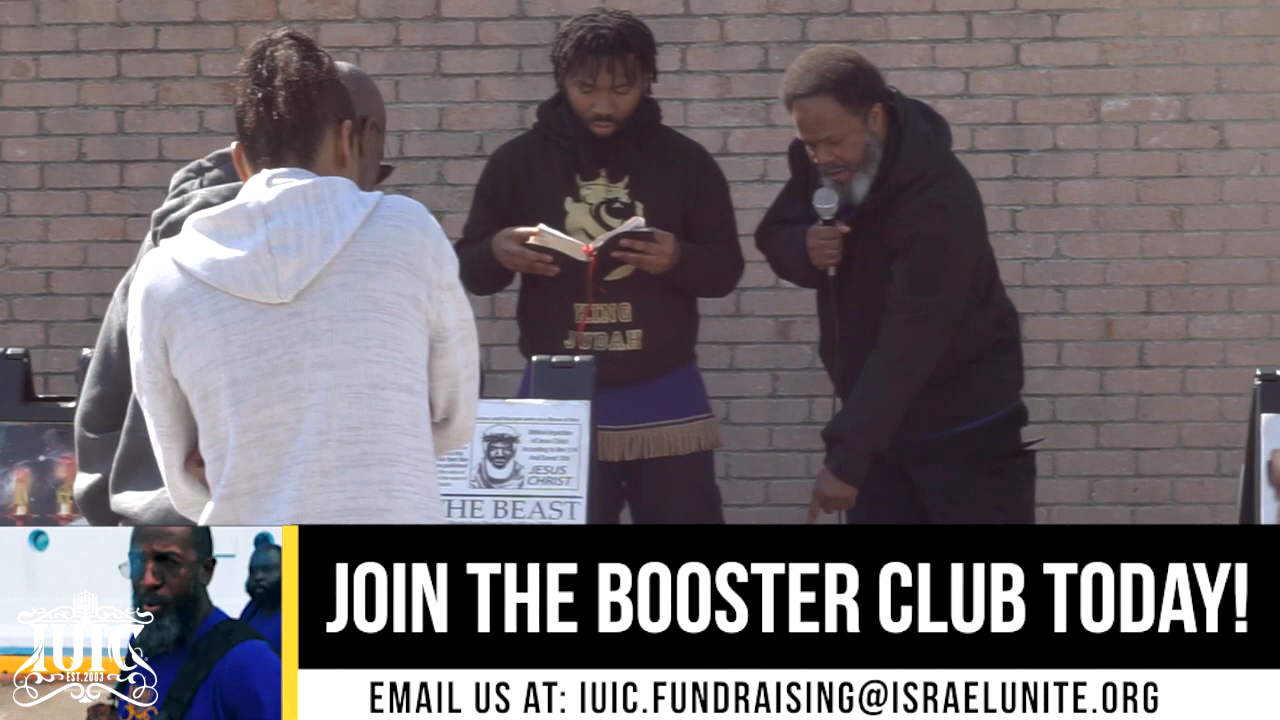 KING
JUDAH
JESUS
CHRIST
THE BEAST
JOIN THE BOOSTER CLUB TODAY!
IUIC
EST.2003
EMAIL US AT: IUIC.FUNDRAISING@ISRAELUNITE.ORG